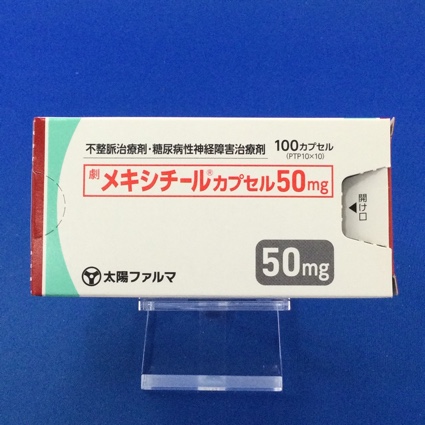 不整脈治療剤・糖尿病性神経障害治療剤
100カプセル
(PTP10×10)
劇 メキシチール®カプセル50mg
開け口
50mg
太陽ファルマ